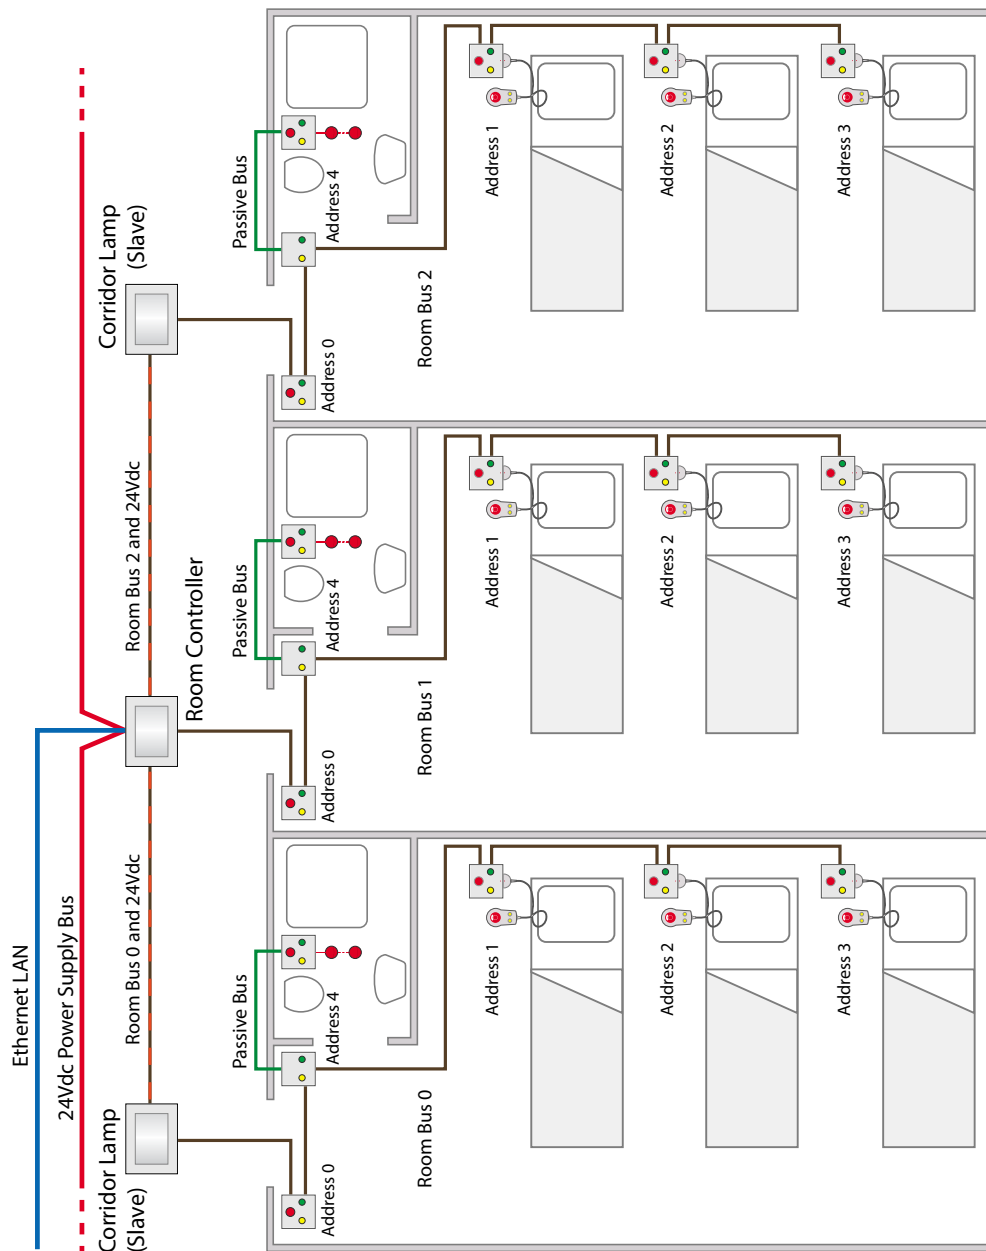 Ethernet LAN
24Vdc Power Supply Bus
Corridor Lamp
(Slave)
Room Bus 0 and 24Vdc
Room Controller
Room Bus 2 and 24Vdc
Corridor Lamp
(Slave)
Passive Bus
Address 4
Address 0
Room Bus 2
Address 1
Address 2
Address 3
Passive Bus
Address 4
Address 0
Room Bus 1
Address 1
Address 2
Address 3
Passive Bus
Address 4
Address 0
Room Bus 0
Address 1
Address 2
Address 3